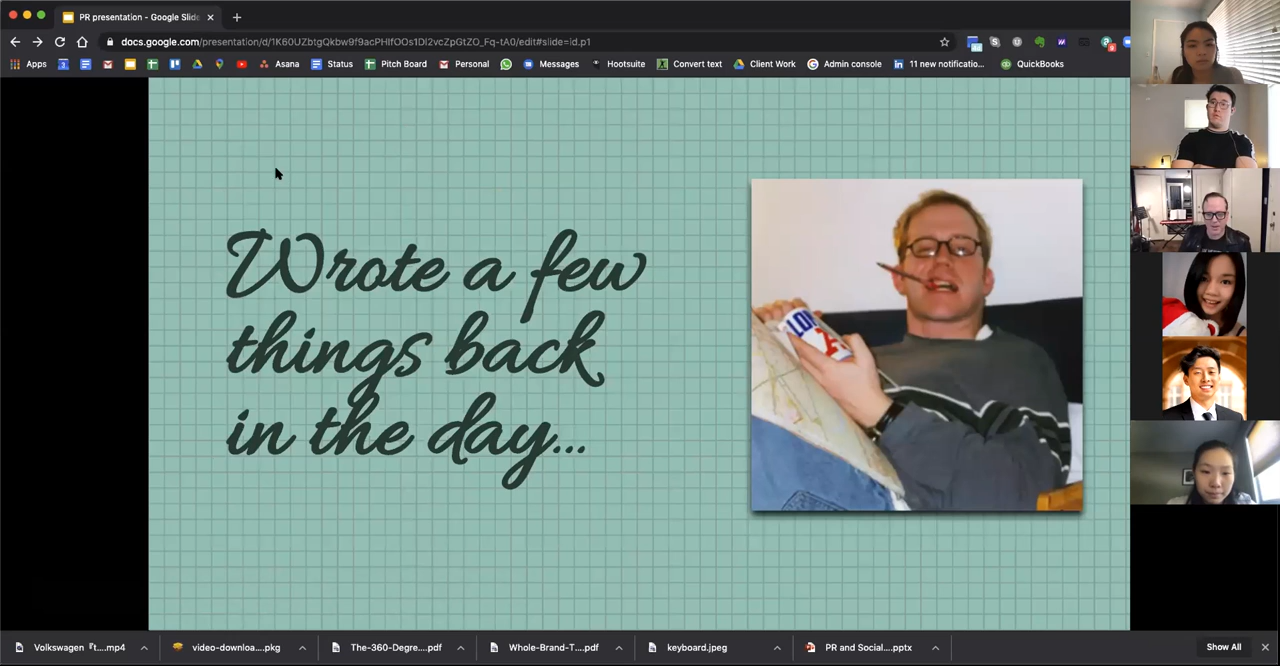 PR presentation - Google Slide
docs.google.com/presentation/d/1K60UZbtgQkbw9f9acPHIfOOs1DI2vcZpGtZO_Fq-tA0/edit#slide=id.p1
Apps Asana Status Pitch Board Personal Messages Hootsuite Convert text Client Work Admin console 11 new notificatio... QuickBooks
Wrote a few
things back
in the day...
Volkswagen
video-downloa....pkg
The-360-Degre....pdf
Whole-Brand-T....pdf
keyboard.jpeg
PR and Social....pptx
Show All